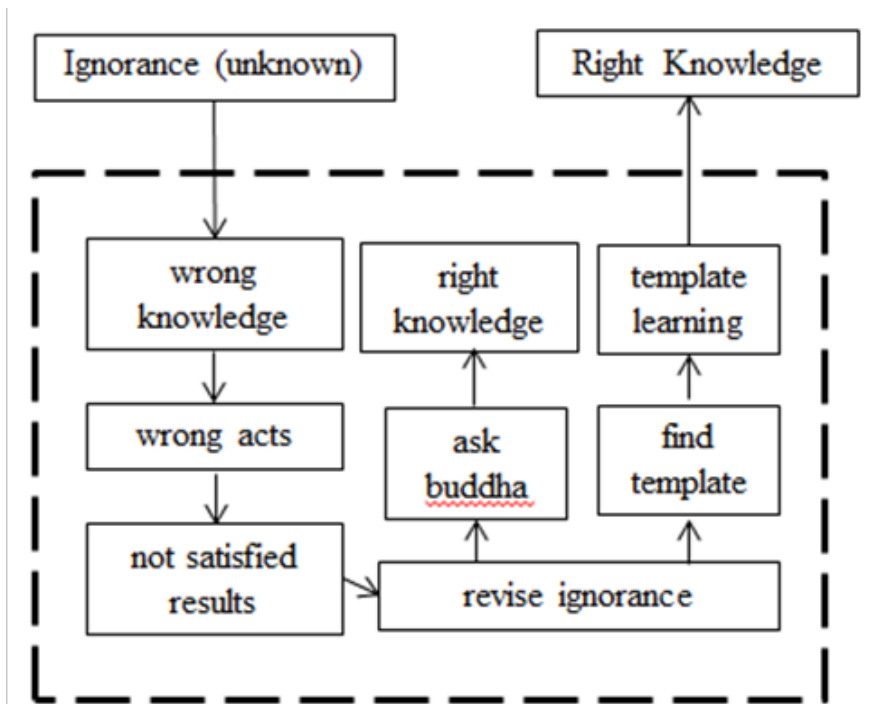 Ignorance (unknown)
Right Knowledge
wrong
knowledge
right
knowledge
template
learning
wrong acts
ask
buddha
find
template
not satisfied
results
revise ignorance